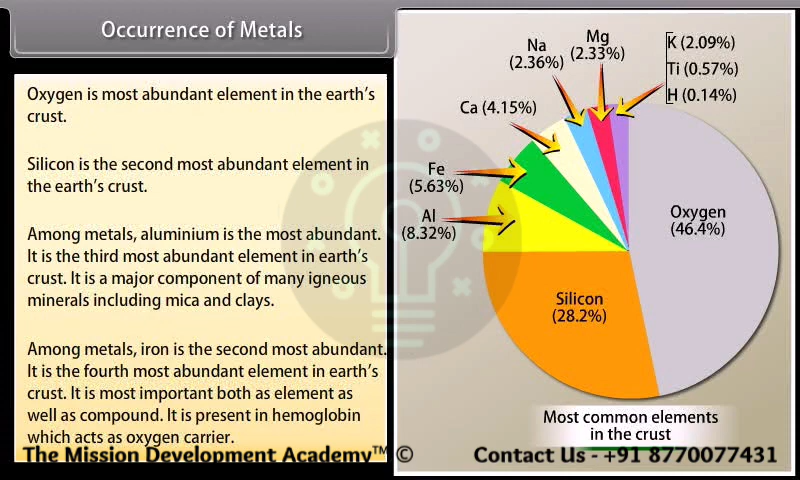 Occurrence of Metals
Oxygen is most abundant element in the earth’s
crust.
Silicon is the second most abundant element in
the earth’s crust.
Among metals, aluminium is the most abundant.
It is the third most abundant element in earth’s
crust. It is a major component of many igneous
minerals including mica and clays.
Among metals, iron is the second most abundant.
It is the fourth most abundant element in earth’s
crust. It is most important both as element as
well as compound. It is present in hemoglobin
which acts as oxygen carrier.
Mg
(2.33%)
Na
(2.36%)
K (2.09%)
Ti (0.57%)
H (0.14%)
Ca (4.15%)
Fe
(5.63%)
Al
(8.32%)
Oxygen
(46.4%)
Silicon
(28.2%)
Most common elements
in the crust
The Mission Development Academy™ ©
Contact Us - +91 8770077431